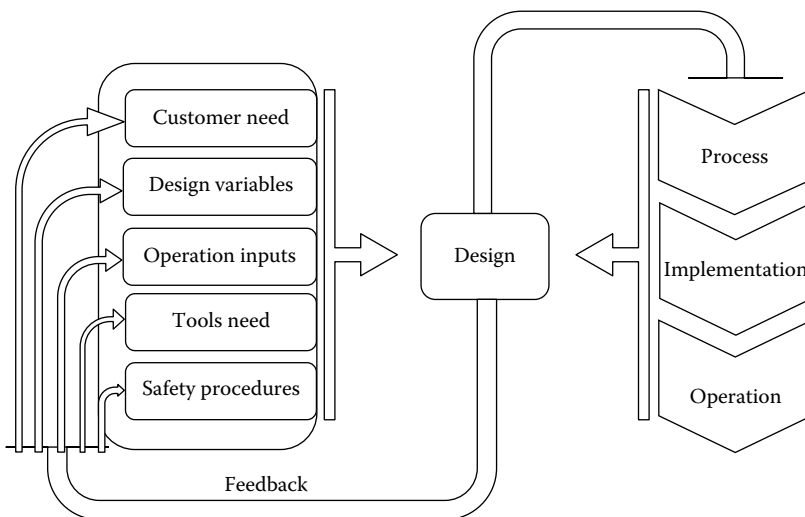 Customer need
Design variables
Operation inputs
Tools need
Safety procedures
Design
Process
Implementation
Operation
Feedback